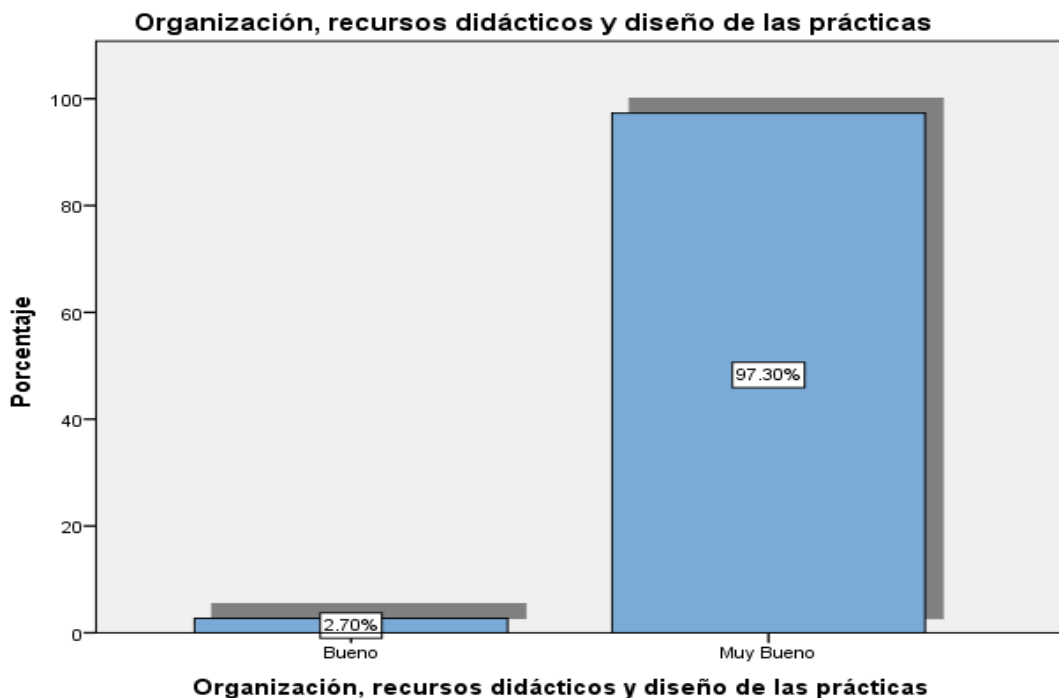 Organización, recursos didácticos y diseño de las prácticas
Porcentaje
100
80
60
40
20
0
97.30%
2.70%
Bueno
Muy Bueno
Organización, recursos didácticos y diseño de las prácticas